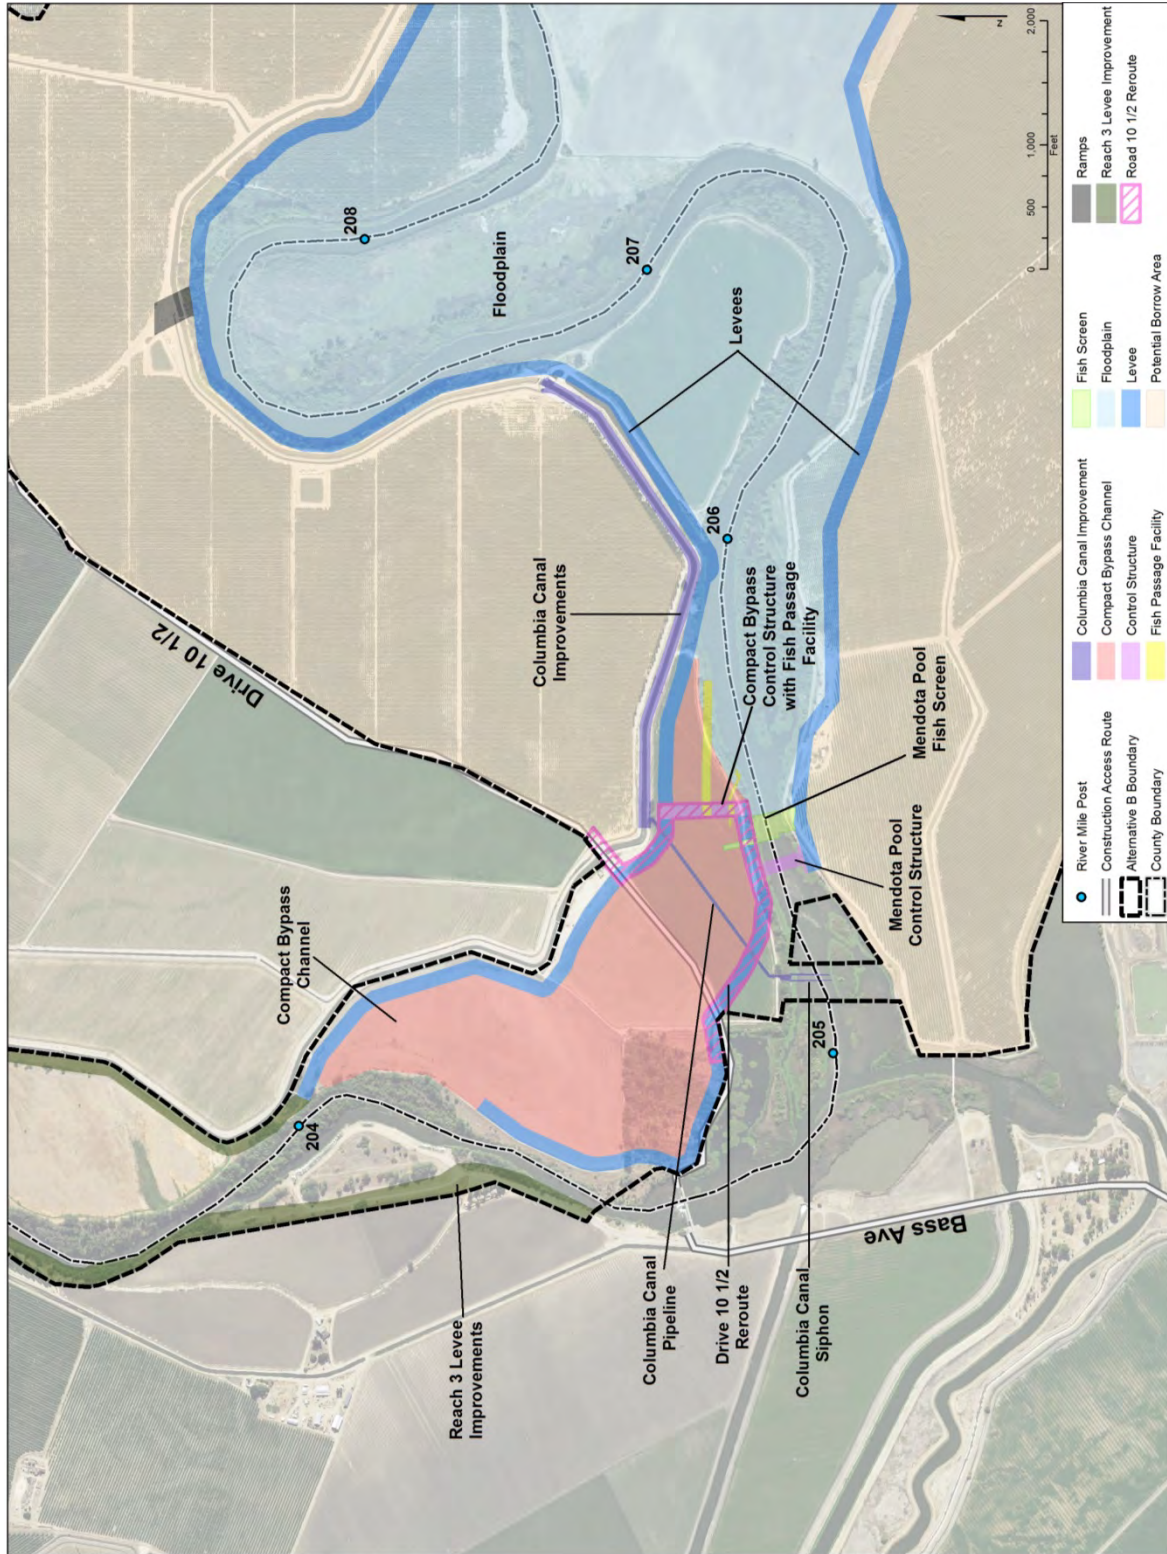 Drive 10 1/2
Compact Bypass
Channel
204
Reach 3 Levee
Improvements
208
Floodplain
207
Levees
Columbia Canal
Improvements
206
Compact Bypass
Control Structure
with Fish Passage
Facility
Mendota Pool
Fish Screen
Mendota Pool
Control Structure
205
Columbia Canal
Pipeline
Drive 10 1/2
Reroute
Columbia Canal
Siphon
Bass Ave
N
0 500 1,000 2,000
Feet
River Mile Post
Construction Access Route
Alternative B Boundary
County Boundary
Columbia Canal Improvement
Compact Bypass Channel
Control Structure
Fish Passage Facility
Fish Screen
Floodplain
Levee
Potential Borrow Area
Ramps
Reach 3 Levee Improvement
Road 10 1/2 Reroute